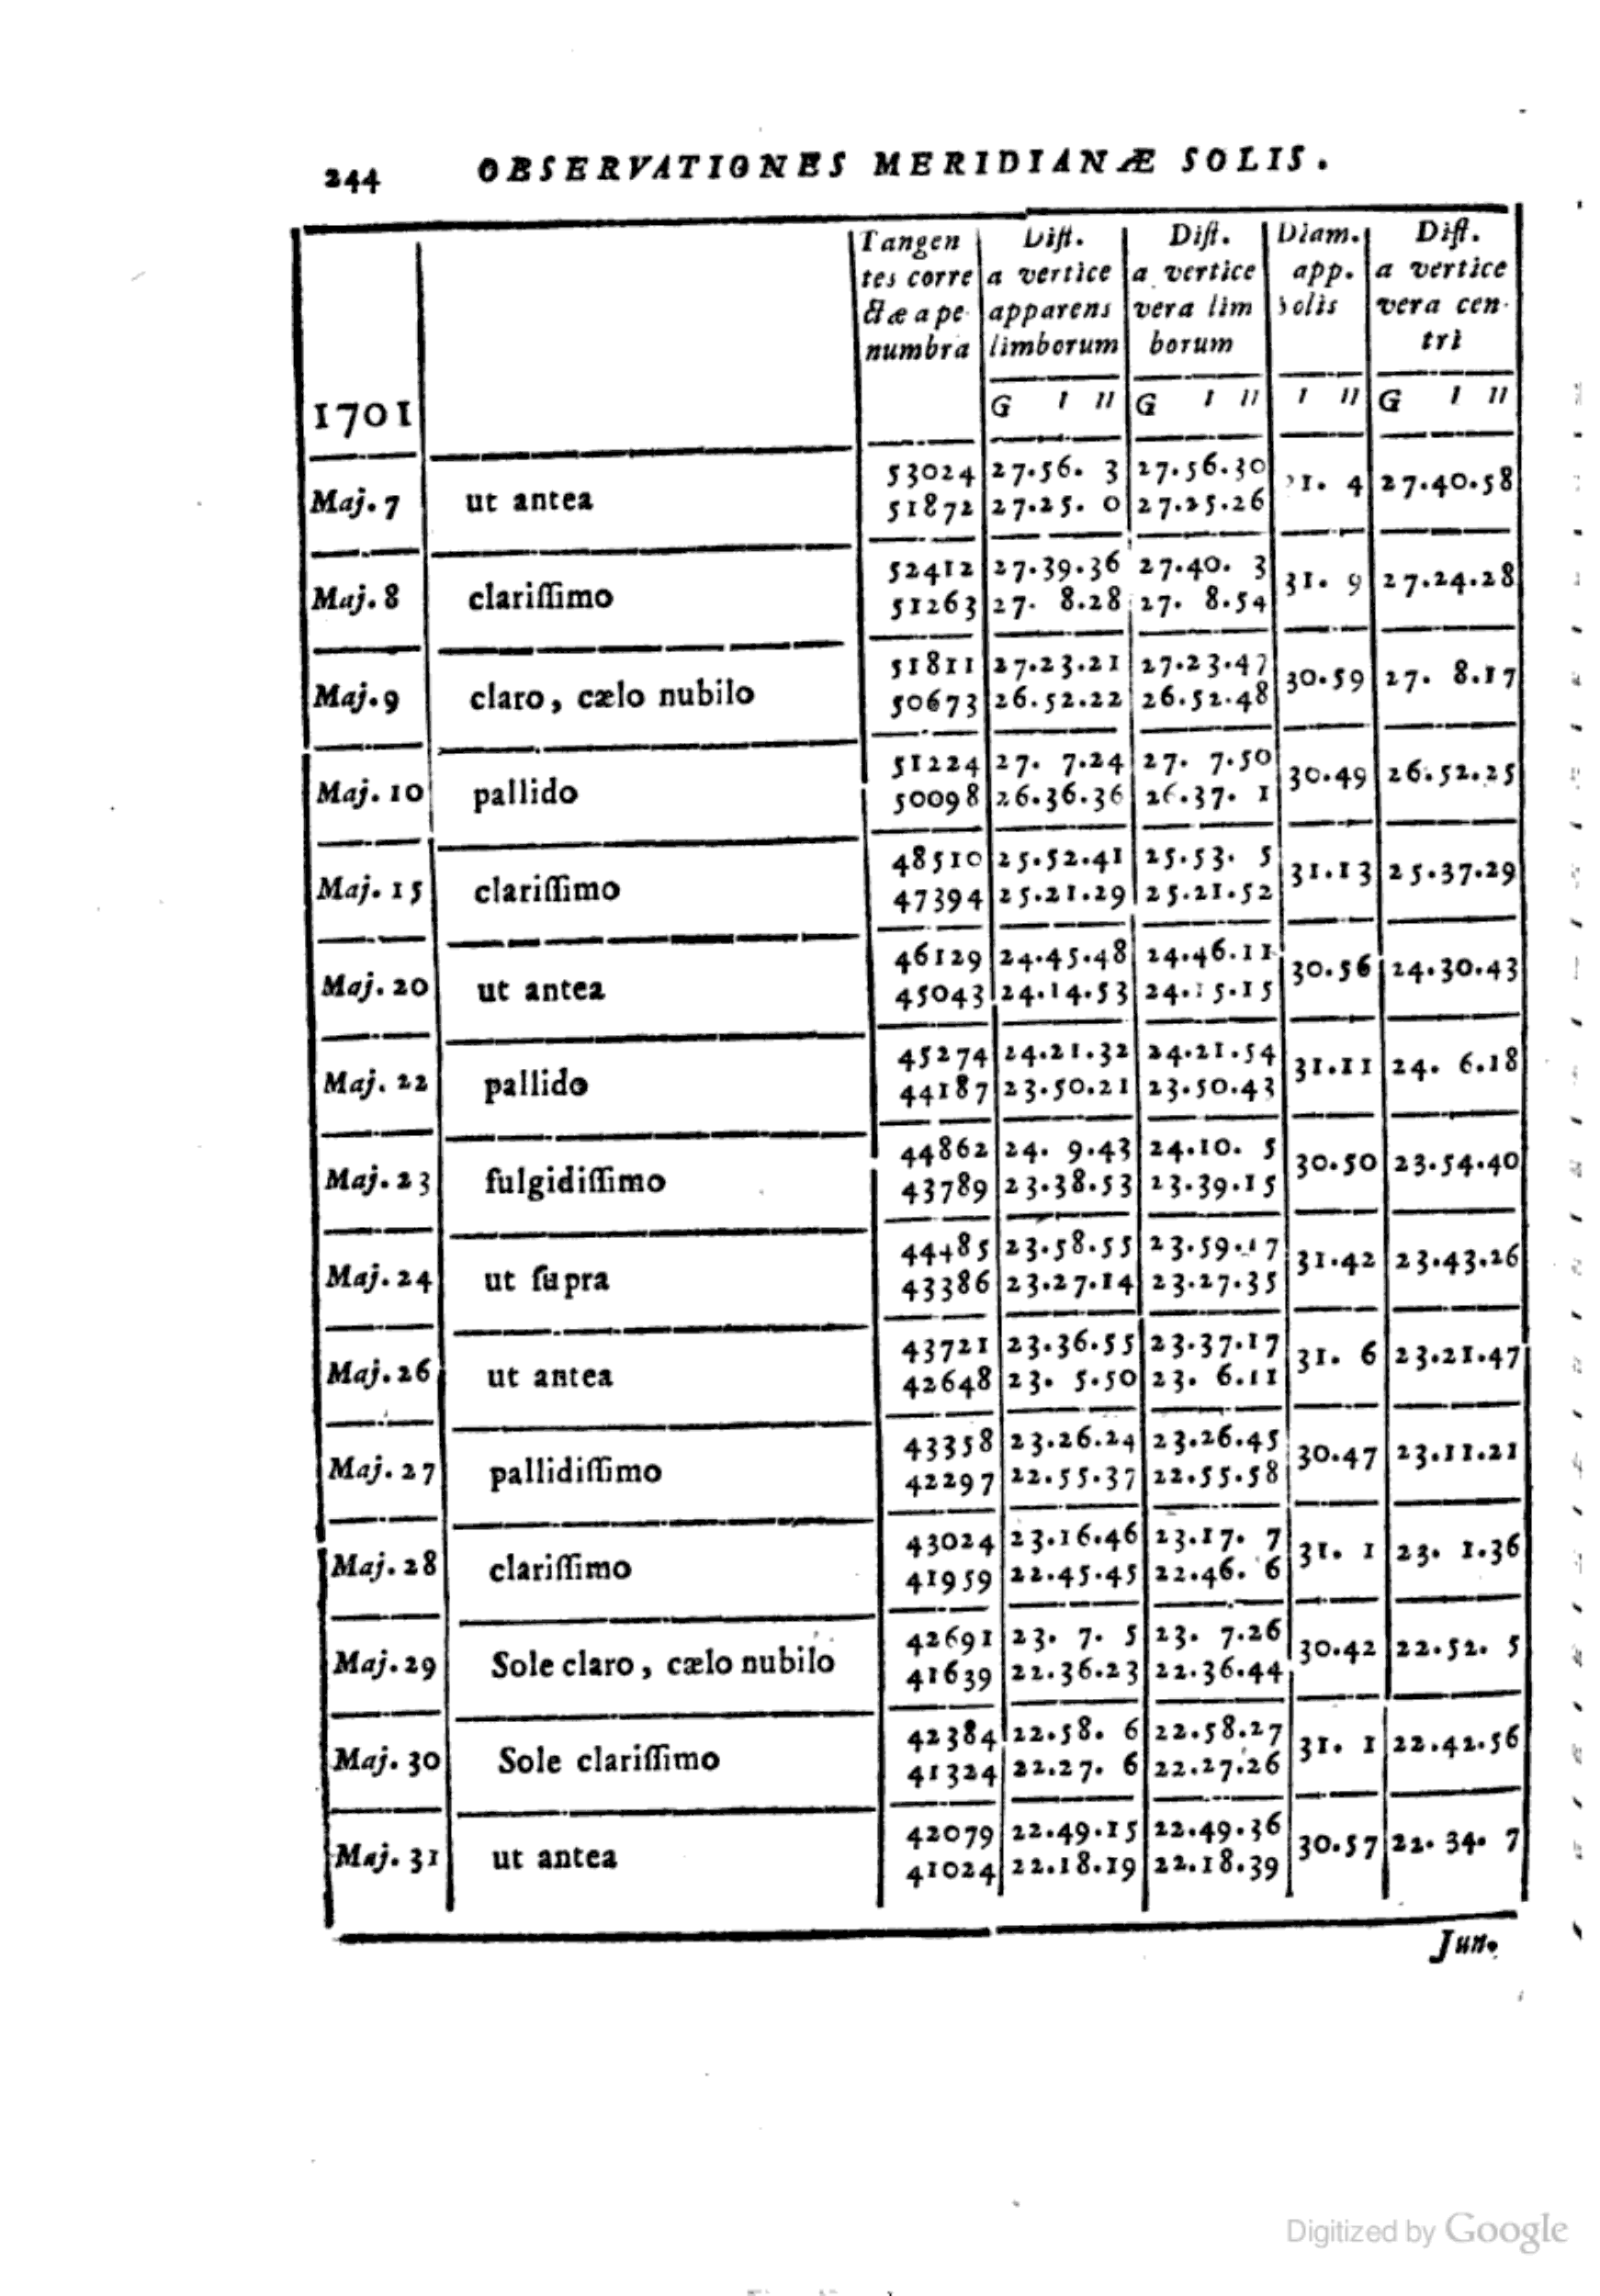 244 OBSERVATIONES MERIDIANÆ SOLIS.
Tangen Dist. Dist. Diam. Dist.
tes corre a vertice a vertice app. a vertice
ctæ a pe apparens vera lim solis vera cen-
numbra limborum borum tri
1701 G I II G I II I II G I II
53024 27.56. 3 27.56.30
Maj. 7 ut antea 31. 4 27.40.58
51872 27.25. 0 27.25.26
52412 27.39.36 27.40. 3
Maj. 8 clariſſimo 31. 9 27.24.28
51263 27. 8.28 27. 8.54
51811 27.23.21 27.23.47
Maj. 9 claro, cælo nubilo 30.59 27. 8.17
50673 26.52.22 26.52.48
51224 27. 7.24 27. 7.50
Maj. 10 pallido 30.49 26.52.25
50098 26.36.36 26.37. 1
48510 25.52.41 25.53. 5
Maj. 15 clariſſimo 31.13 25.37.29
47394 25.21.29 25.21.52
46129 24.45.48 24.46.11
Maj. 20 ut antea 30.56 24.30.43
45043 24.14.53 24.15.15
45274 24.21.32 24.21.54
Maj. 22 pallido 31.11 24. 6.18
44187 23.50.21 23.50.43
44862 24. 9.43 24.10. 5
Maj. 23 fulgidiſſimo 30.50 23.54.40
43789 23.38.53 23.39.15
44485 23.58.55 23.59.17
Maj. 24 ut ſupra 31.42 23.43.26
43386 23.27.14 23.27.35
43721 23.36.55 23.37.17
Maj. 26 ut antea 31. 6 23.21.47
42648 23. 5.50 23. 6.11
43358 23.26.24 23.26.45
Maj. 27 pallidiſſimo 30.47 23.11.21
42297 22.55.37 22.55.58
43024 23.16.46 23.17. 7
Maj. 28 clariſſimo 31. 1 23. 1.36
41959 22.45.45 22.46. 6
42691 23. 7. 5 23. 7.26
Maj. 29 Sole claro, cælo nubilo 30.42 22.52. 5
41639 22.36.23 22.36.44
42384 22.58. 6 22.58.27
Maj. 30 Sole clariſſimo 31. 1 22.42.56
41324 22.27. 6 22.27.26
42079 22.49.15 22.49.36
Maj. 31 ut antea 30.57 22. 34. 7
41024 22.18.19 22.18.39
Jun.
Digitized by Google